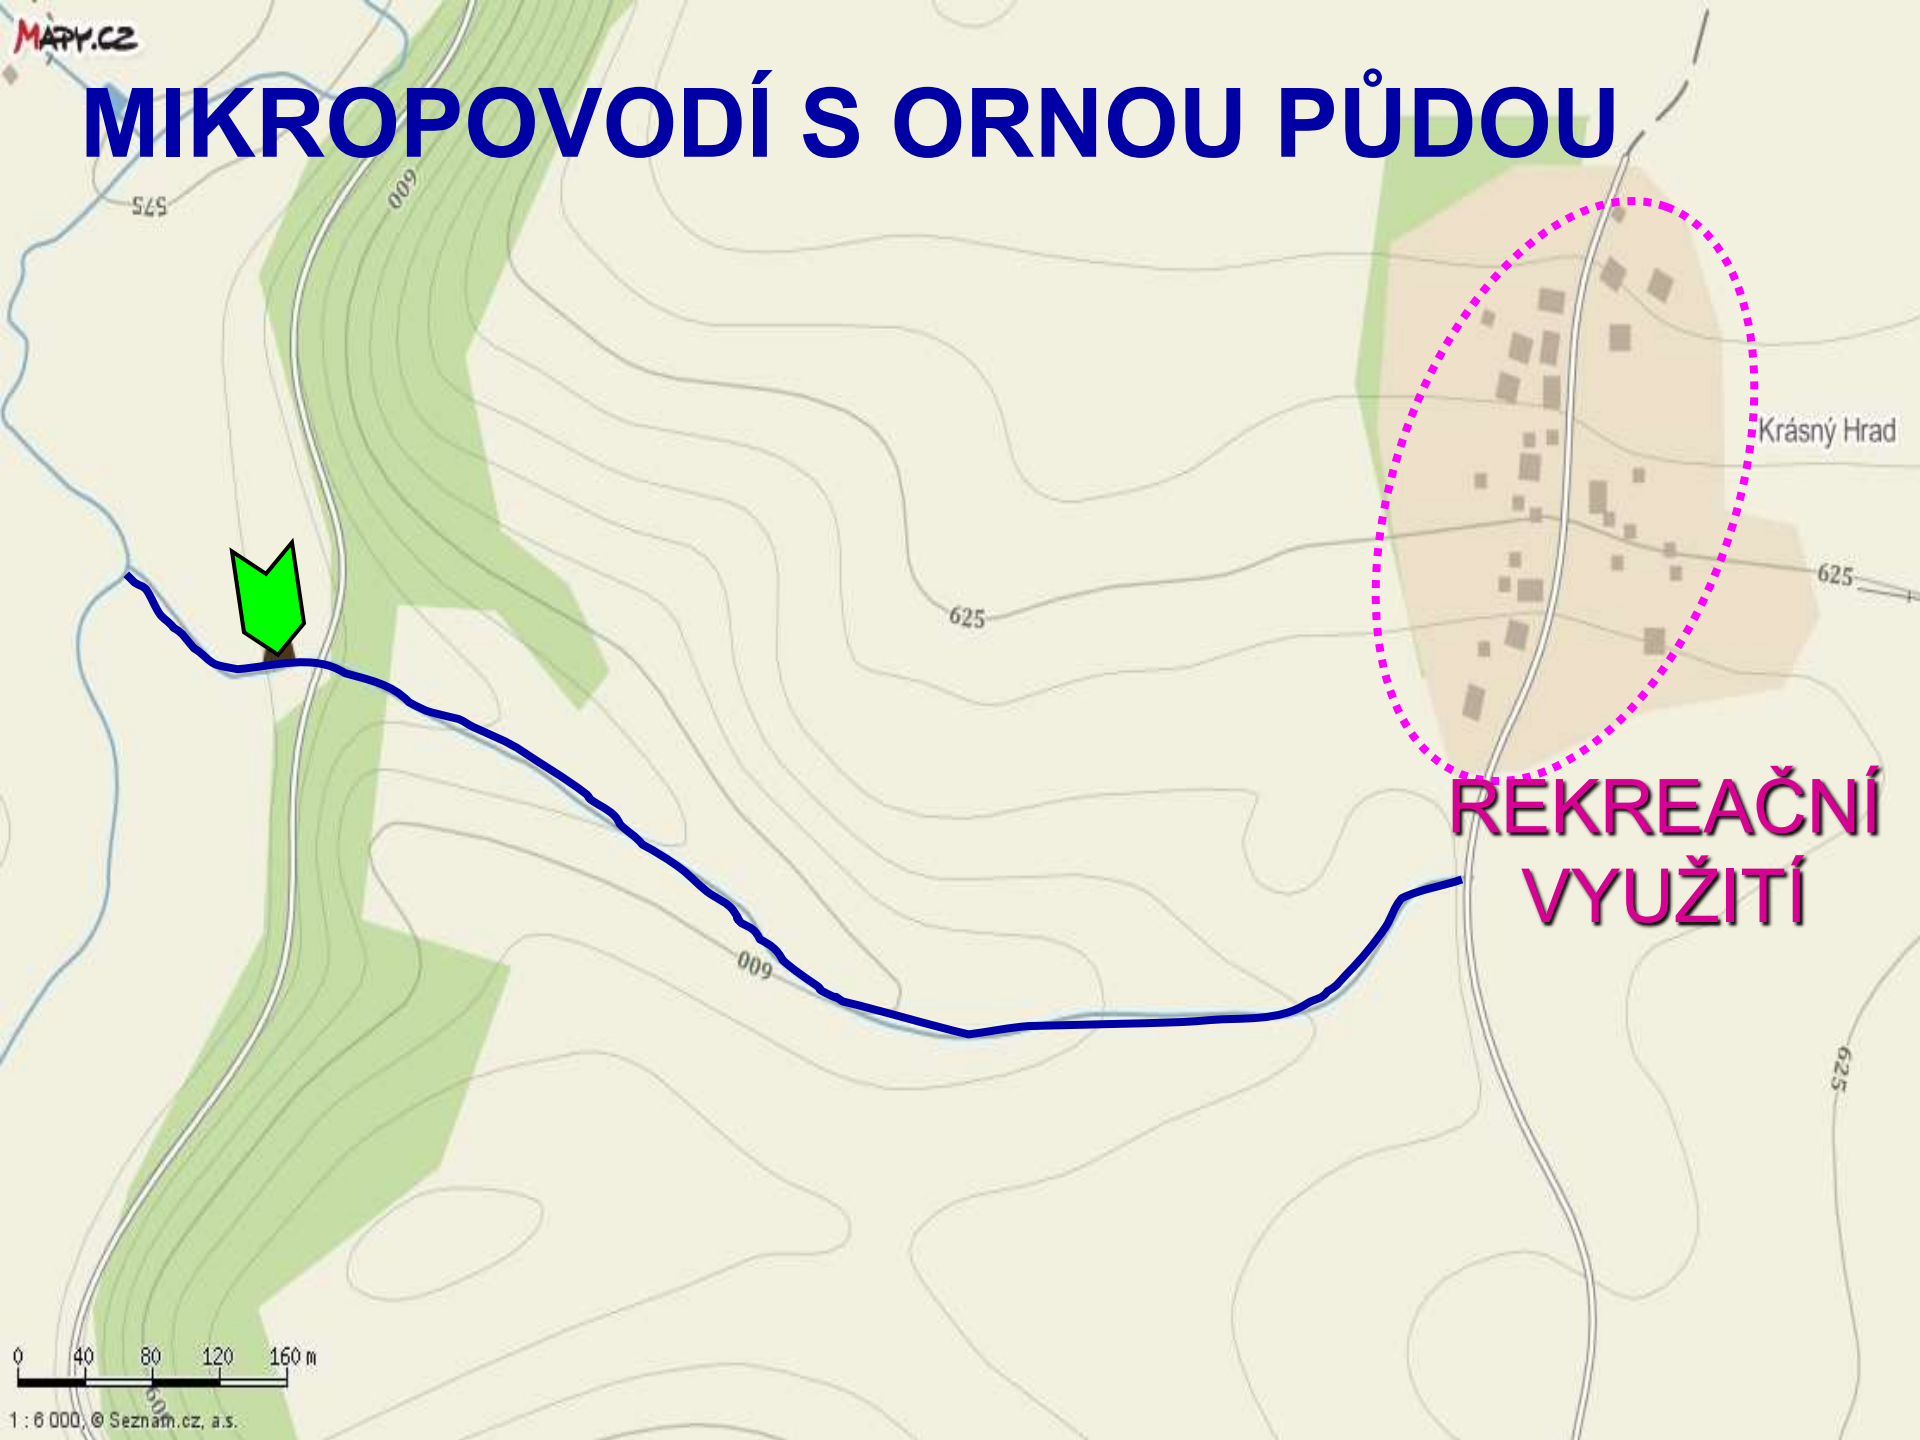 MAPY.CZ
MIKROPOVODÍ S ORNOU PŮDOU
600
575
Krásný Hrad
625
625
REKREAČNÍ
VYUŽITÍ
600
625
0 40 80 120 160 m
1 : 6 000, © Seznam.cz, a.s.